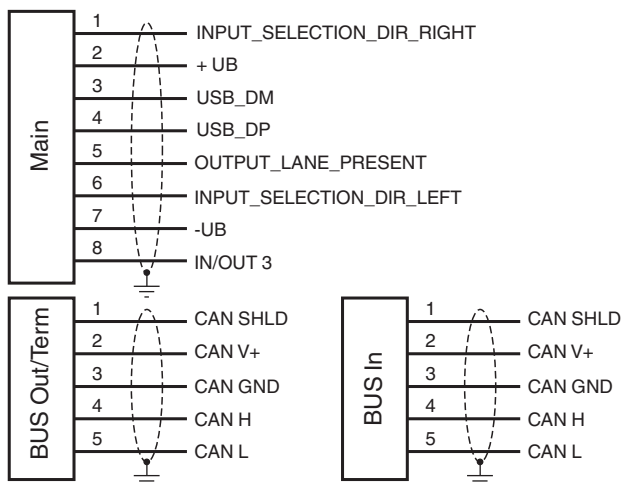 Main
1 INPUT_SELECTION_DIR_RIGHT
2 + UB
3 USB_DM
4 USB_DP
5 OUTPUT_LANE_PRESENT
6 INPUT_SELECTION_DIR_LEFT
7 -UB
8 IN/OUT 3
BUS Out/Term
1 CAN SHLD
2 CAN V+
3 CAN GND
4 CAN H
5 CAN L
BUS In
1 CAN SHLD
2 CAN V+
3 CAN GND
4 CAN H
5 CAN L